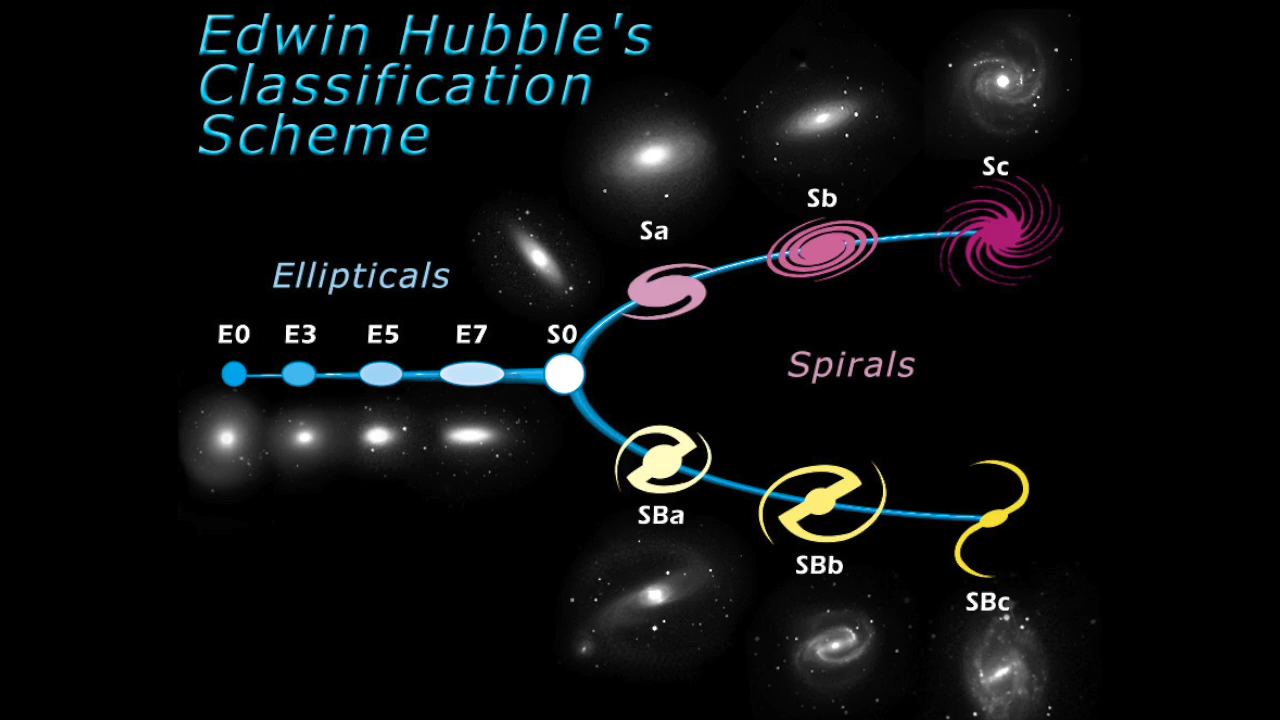 Edwin Hubble's
Classification
Scheme
Sc
Sb
Sa
Ellipticals
E0 E3 E5 E7 S0
Spirals
SBa
SBb
SBc